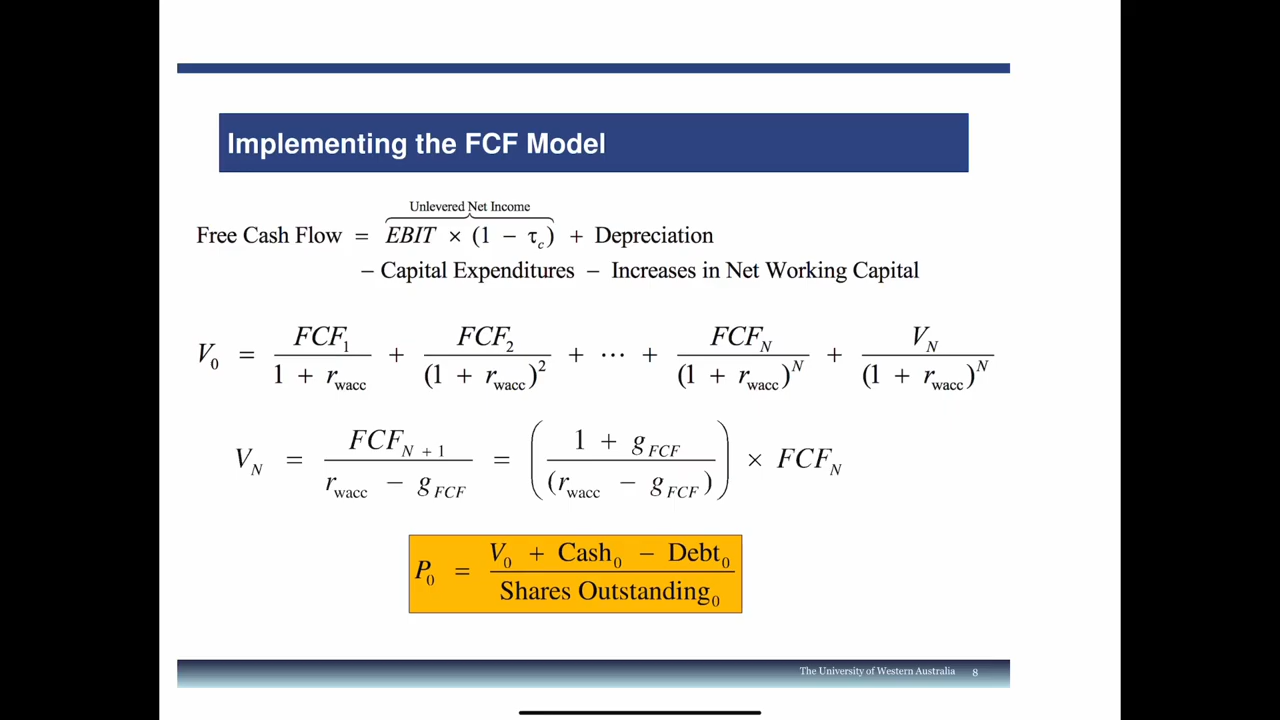 Implementing the FCF Model
Unlevered Net Income
Free Cash Flow = EBIT × (1 − τc) + Depreciation
− Capital Expenditures − Increases in Net Working Capital
V0 = FCF1 / (1 + rwacc) + FCF2 / (1 + rwacc)^2 + ⋯ + FCFN / (1 + rwacc)^N + VN / (1 + rwacc)^N
VN = FCFN + 1 / (rwacc − gFCF) = ((1 + gFCF) / (rwacc − gFCF)) × FCFN
P0 = (V0 + Cash0 − Debt0) / Shares Outstanding0
The University of Western Australia 8